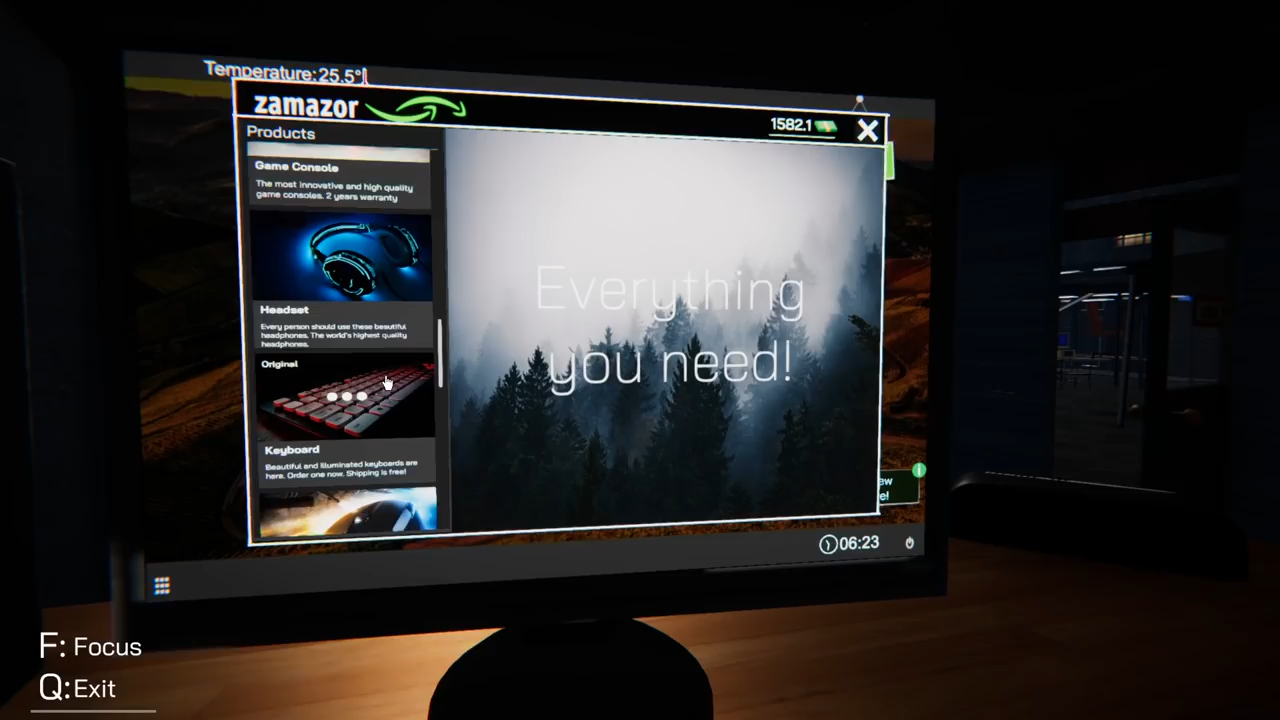 Temperature: 25.5°
zamazor
1582.1
Products
Game Console
The most innovative and high quality
game consoles. 2 years warranty
Headset
Every person should use these beautiful
headphones. The world's highest quality
headphones.
Original
Keyboard
Beautiful and illuminated keyboards are
here. Order one now. Shipping is free!
Everything
you need!
06:23
F: Focus
Q: Exit